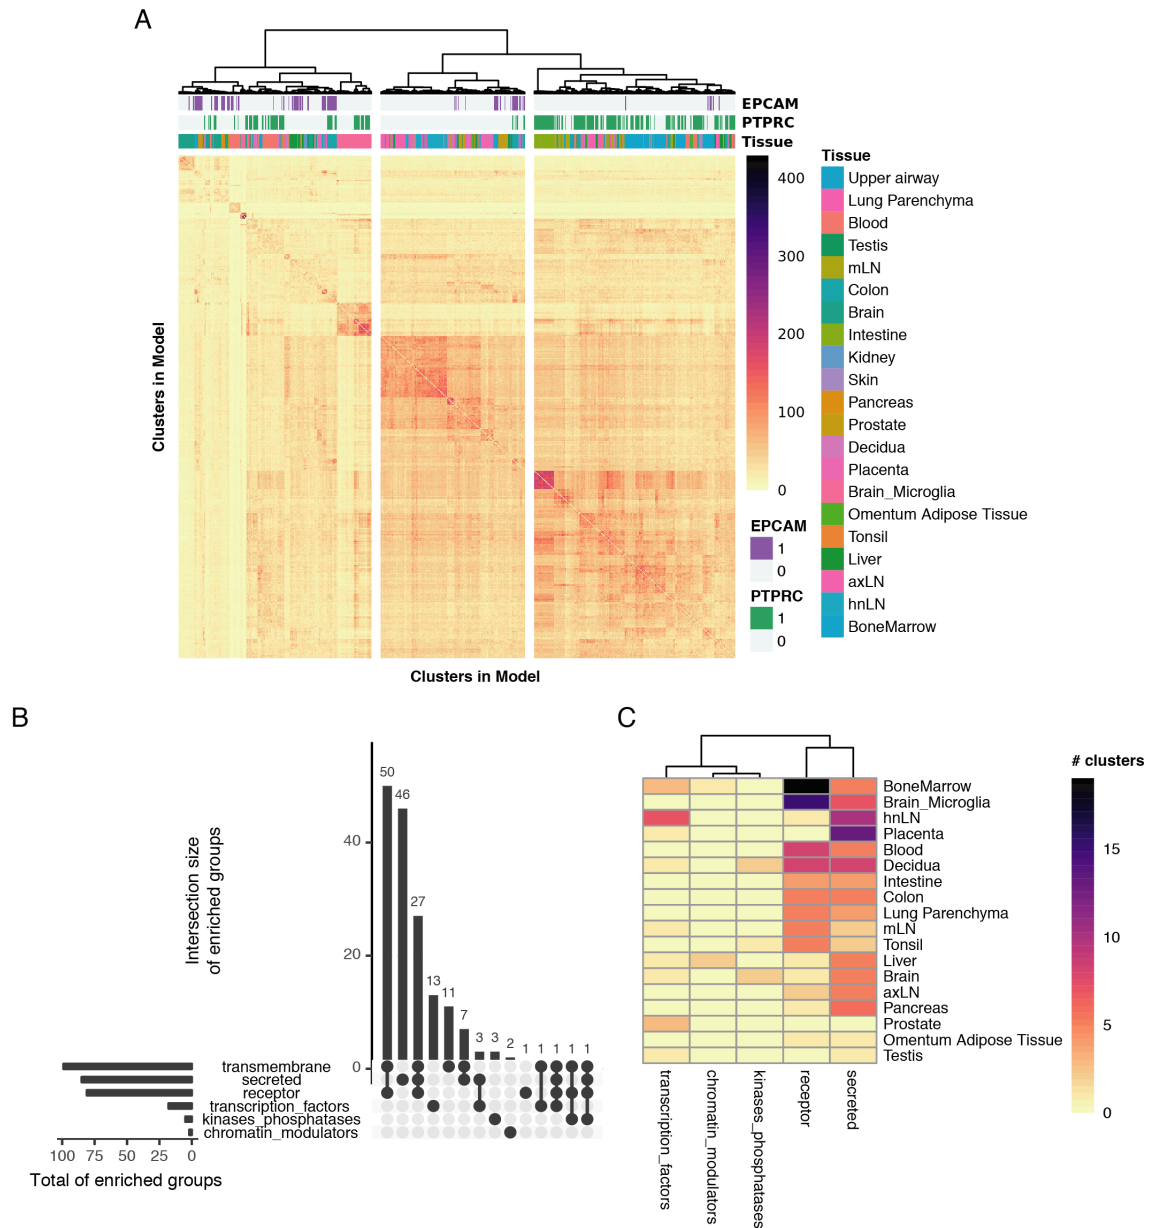 A
EPCAM
PTPRC
Tissue
Clusters in Model
Clusters in Model
400
300
200
100
0
EPCAM
1
0
PTPRC
1
0
Tissue
Upper airway
Lung Parenchyma
Blood
Testis
mLN
Colon
Brain
Intestine
Kidney
Skin
Pancreas
Prostate
Decidua
Placenta
Brain_Microglia
Omentum Adipose Tissue
Tonsil
Liver
axLN
hnLN
BoneMarrow
B
Intersection size
of enriched groups
40
20
0
50
46
27
13
11
7
3
3
2
1
1
1
1
1
transmembrane
secreted
receptor
transcription_factors
kinases_phosphatases
chromatin_modulators
100
75
50
25
0
Total of enriched groups
C
BoneMarrow
Brain_Microglia
hnLN
Placenta
Blood
Decidua
Intestine
Colon
Lung Parenchyma
mLN
Tonsil
Liver
Brain
axLN
Pancreas
Prostate
Omentum Adipose Tissue
Testis
transcription_factors
chromatin_modulators
kinases_phosphatases
receptor
secreted
# clusters
15
10
5
0